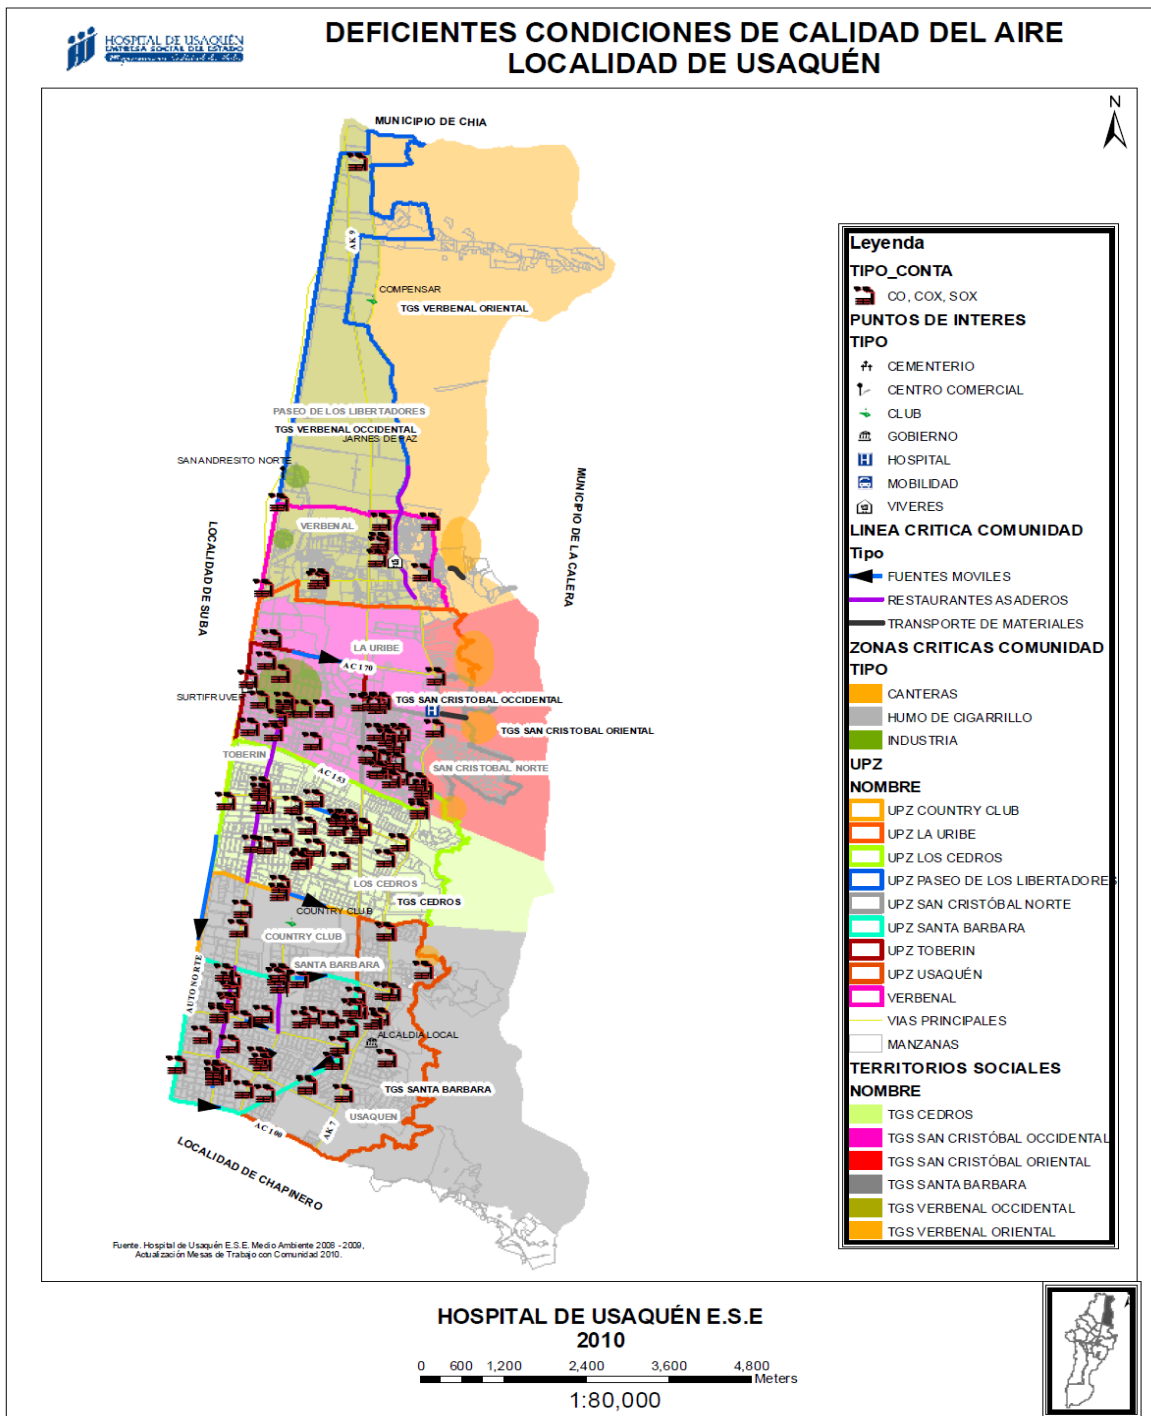 HOSPITAL DE USAQUÉN
EMPRESA SOCIAL DEL ESTADO
DEFICIENTES CONDICIONES DE CALIDAD DEL AIRE
LOCALIDAD DE USAQUÉN
N
MUNICIPIO DE CHIA
AK 9
COMPENSAR
TGS VERBENAL ORIENTAL
PASEO DE LOS LIBERTADORES
TGS VERBENAL OCCIDENTAL
JARNES DE PAZ
SAN ANDRESITO NORTE
MUNICIPIO DE LA CALERA
LOCALIDAD DE SUBA
VERBENAL
LA URIBE
AC 170
SURTIFRUVER
TGS SAN CRISTOBAL OCCIDENTAL
TGS SAN CRISTOBAL ORIENTAL
TOBERIN
SAN CRISTOBAL NORTE
AC 153
LOS CEDROS
TGS CEDROS
COUNTRY CLUB
COUNTRY CLUB
SANTA BARBARA
AUTONORTE
ALCALDIA LOCAL
TGS SANTA BARBARA
USAQUEN
AK 7
AC 100
LOCALIDAD DE CHAPINERO
Leyenda
TIPO_CONTA
CO, COX, SOX
PUNTOS DE INTERES
TIPO
CEMENTERIO
CENTRO COMERCIAL
CLUB
GOBIERNO
HOSPITAL
MOBILIDAD
VIVERES
LINEA CRITICA COMUNIDAD
Tipo
FUENTES MOVILES
RESTAURANTES ASADEROS
TRANSPORTE DE MATERIALES
ZONAS CRITICAS COMUNIDAD
TIPO
CANTERAS
HUMO DE CIGARRILLO
INDUSTRIA
UPZ
NOMBRE
UPZ COUNTRY CLUB
UPZ LA URIBE
UPZ LOS CEDROS
UPZ PASEO DE LOS LIBERTADORES
UPZ SAN CRISTÓBAL NORTE
UPZ SANTA BARBARA
UPZ TOBERIN
UPZ USAQUÉN
VERBENAL
VIAS PRINCIPALES
MANZANAS
TERRITORIOS SOCIALES
NOMBRE
TGS CEDROS
TGS SAN CRISTÓBAL OCCIDENTAL
TGS SAN CRISTÓBAL ORIENTAL
TGS SANTA BARBARA
TGS VERBENAL OCCIDENTAL
TGS VERBENAL ORIENTAL
Fuente. Hospital de Usaquén E.S.E. Medio Ambiente 2008 - 2009,
Actualización Mesas de Trabajo con Comunidad 2010.
HOSPITAL DE USAQUÉN E.S.E
2010
0 600 1,200 2,400 3,600 4,800
Meters
1:80,000